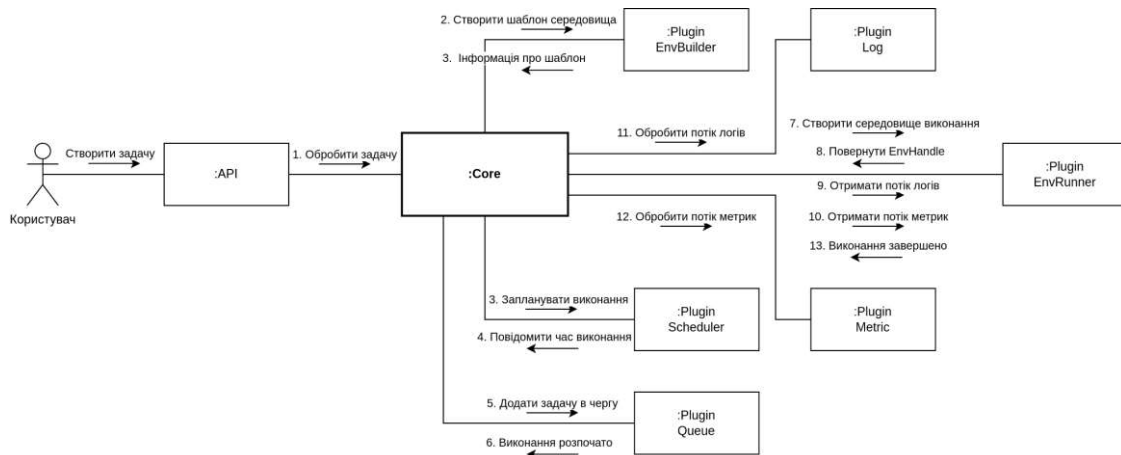 2. Створити шаблон середовища
:Plugin
EnvBuilder
3. Інформація про шаблон
:Plugin
Log
11. Обробити потік логів
7. Створити середовище виконання
8. Повернути EnvHandle
:Plugin
EnvRunner
9. Отримати потік логів
10. Отримати потік метрик
13. Виконання завершено
Створити задачу
Користувач
:API
1. Обробити задачу
:Core
12. Обробити потік метрик
3. Запланувати виконання
4. Повідомити час виконання
:Plugin
Scheduler
:Plugin
Metric
5. Додати задачу в чергу
6. Виконання розпочато
:Plugin
Queue